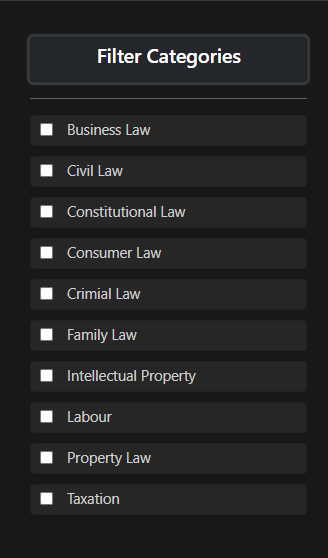 Filter Categories
Business Law
Civil Law
Constitutional Law
Consumer Law
Crimial Law
Family Law
Intellectual Property
Labour
Property Law
Taxation